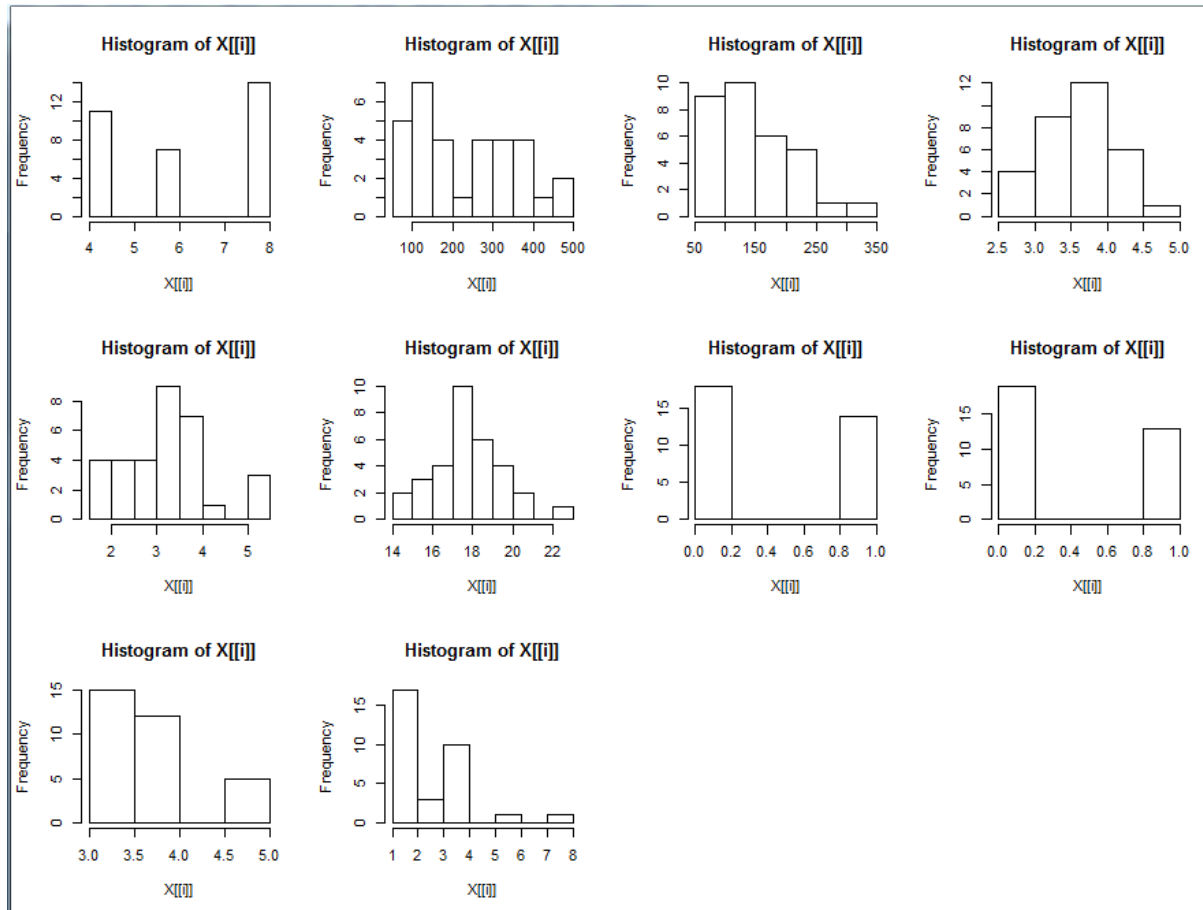 Histogram of X[[i]] Histogram of X[[i]] Histogram of X[[i]] Histogram of X[[i]]
Frequency Frequency Frequency Frequency
0 4 8 12 0 2 4 6 0 2 4 6 8 10 0 2 4 6 8 12
4 5 6 7 8 100 200 300 400 500 50 150 250 350 2.5 3.0 3.5 4.0 4.5 5.0
X[[i]] X[[i]] X[[i]] X[[i]]
Histogram of X[[i]] Histogram of X[[i]] Histogram of X[[i]] Histogram of X[[i]]
Frequency Frequency Frequency Frequency
0 2 4 6 8 0 2 4 6 8 10 0 5 10 15 0 5 10 15
2 3 4 5 14 16 18 20 22 0.0 0.2 0.4 0.6 0.8 1.0 0.0 0.2 0.4 0.6 0.8 1.0
X[[i]] X[[i]] X[[i]] X[[i]]
Histogram of X[[i]] Histogram of X[[i]]
Frequency Frequency
0 5 10 15 0 5 10 15
3.0 3.5 4.0 4.5 5.0 1 2 3 4 5 6 7 8
X[[i]] X[[i]]